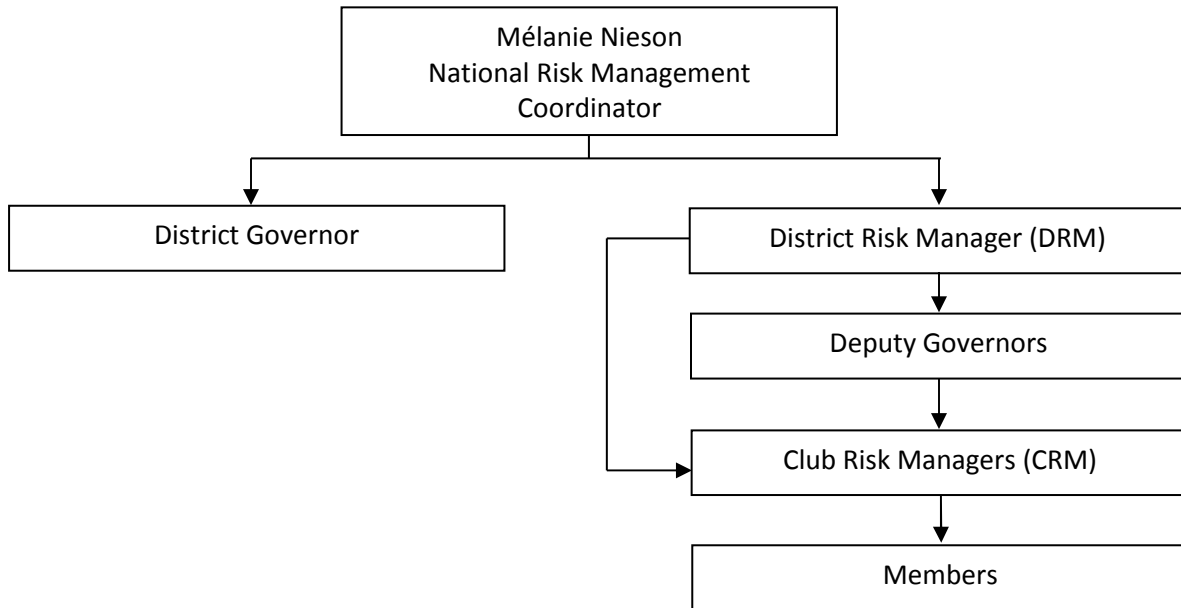 Mélanie Nieson
National Risk Management
Coordinator
District Governor
District Risk Manager (DRM)
Deputy Governors
Club Risk Managers (CRM)
Members